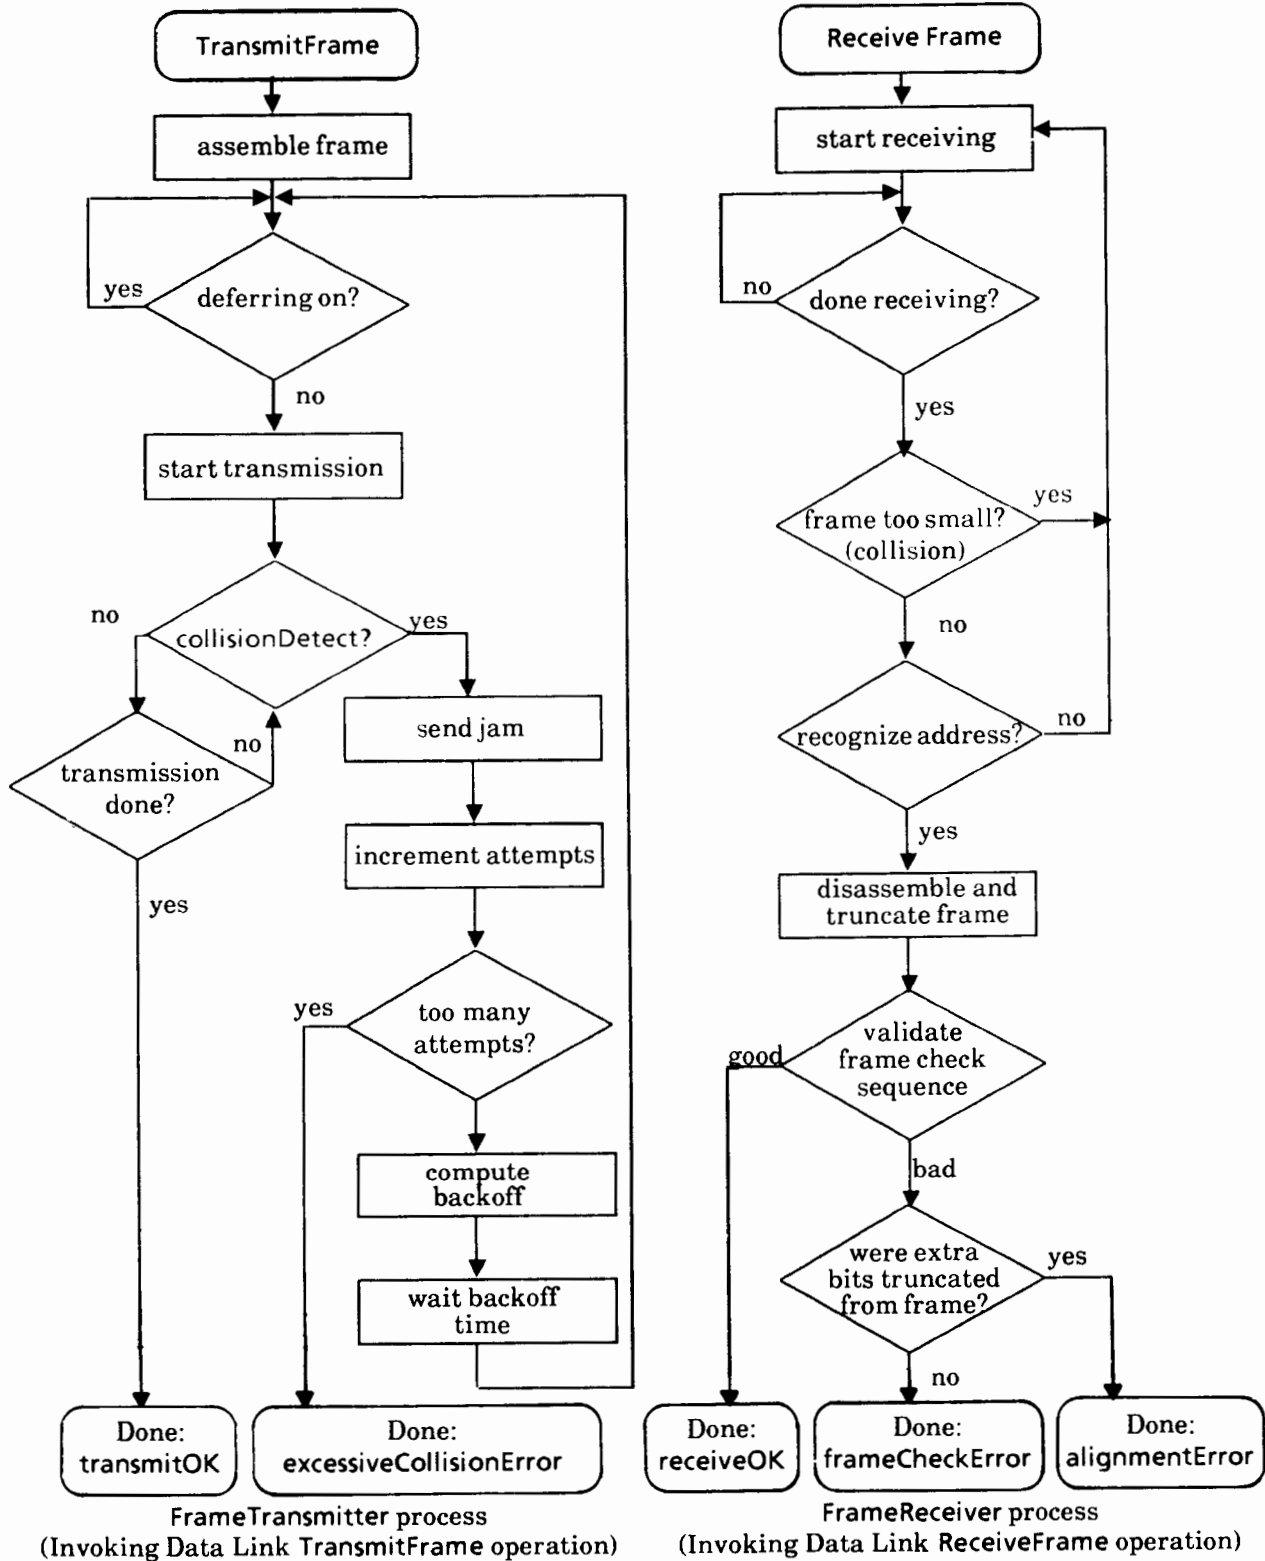 TransmitFrame
assemble frame
deferring on?
yes
no
start transmission
collisionDetect?
no
yes
transmission
done?
no
yes
send jam
increment attempts
too many
attempts?
yes
compute
backoff
wait backoff
time
Done:
transmitOK
Done:
excessiveCollisionError
FrameTransmitter process
(Invoking Data Link TransmitFrame operation)
Receive Frame
start receiving
done receiving?
no
yes
frame too small?
(collision)
yes
no
recognize address?
no
yes
disassemble and
truncate frame
validate
frame check
sequence
good
bad
were extra
bits truncated
from frame?
yes
no
Done:
receiveOK
Done:
frameCheckError
Done:
alignmentError
FrameReceiver process
(Invoking Data Link ReceiveFrame operation)